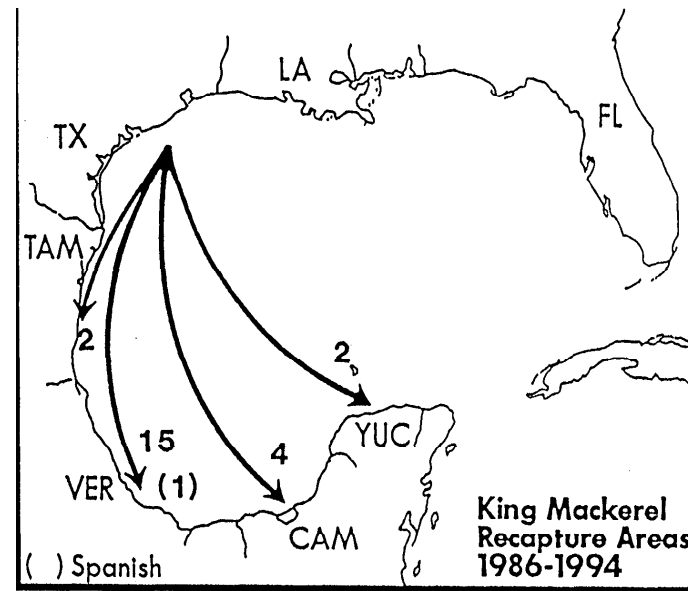 LA
FL
TX
TAM
2
2
15
4
YUC
VER
(1)
CAM
King Mackerel
Recapture Areas
1986-1994
( ) Spanish